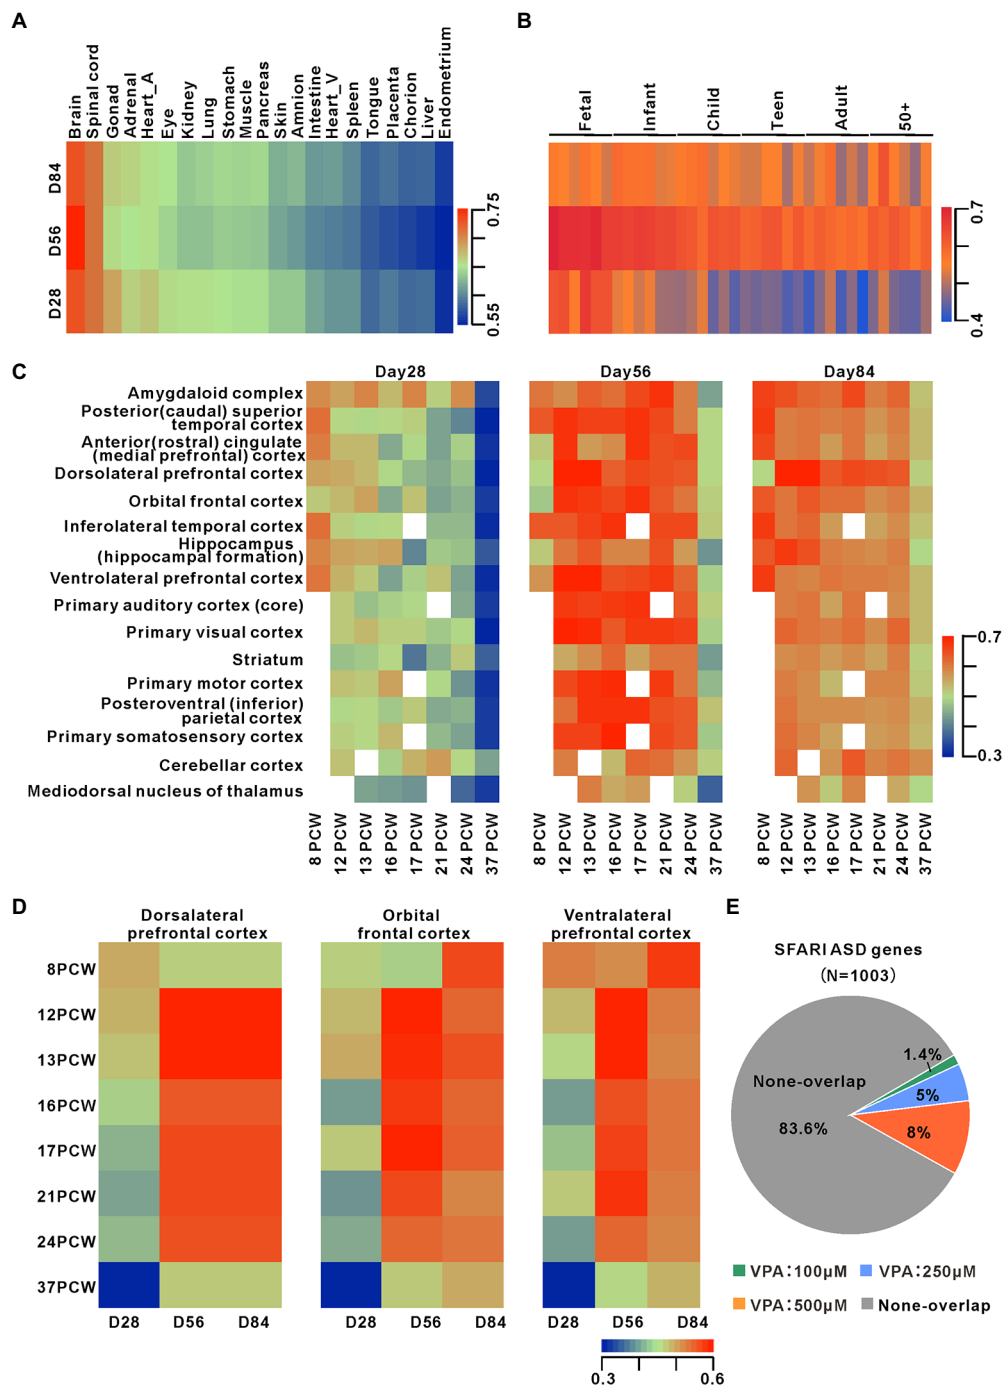 A
Brain
Spinal cord
Gonad
Adrenal
Heart_A
Eye
Kidney
Lung
Stomach
Muscle
Pancreas
Skin
Amnion
Intestine
Heart_V
Spleen
Tongue
Placenta
Chorion
Liver
Endometrium
D84
D56
D28
0.75
0.55
B
Fetal
Infant
Child
Teen
Adult
50+
0.7
0.4
C
Day28
Day56
Day84
Amygdaloid complex
Posterior(caudal) superior
temporal cortex
Anterior(rostral) cingulate
(medial prefrontal) cortex
Dorsolateral prefrontal cortex
Orbital frontal cortex
Inferolateral temporal cortex
Hippocampus
(hippocampal formation)
Ventrolateral prefrontal cortex
Primary auditory cortex (core)
Primary visual cortex
Striatum
Primary motor cortex
Posteroventral (inferior)
parietal cortex
Primary somatosensory cortex
Cerebellar cortex
Mediodorsal nucleus of thalamus
8 PCW
12 PCW
13 PCW
16 PCW
17 PCW
21 PCW
24 PCW
37 PCW
8 PCW
12 PCW
13 PCW
16 PCW
17 PCW
21 PCW
24 PCW
37 PCW
8 PCW
12 PCW
13 PCW
16 PCW
17 PCW
21 PCW
24 PCW
37 PCW
0.7
0.3
D
Dorsalateral
prefrontal cortex
Orbital
frontal cortex
Ventralateral
prefrontal cortex
8PCW
12PCW
13PCW
16PCW
17PCW
21PCW
24PCW
37PCW
D28 D56 D84
D28 D56 D84
D28 D56 D84
0.3 0.6
E
SFARI ASD genes
(N=1003)
1.4%
None-overlap
5%
83.6%
8%
VPA:100μM VPA:250μM
VPA:500μM None-overlap